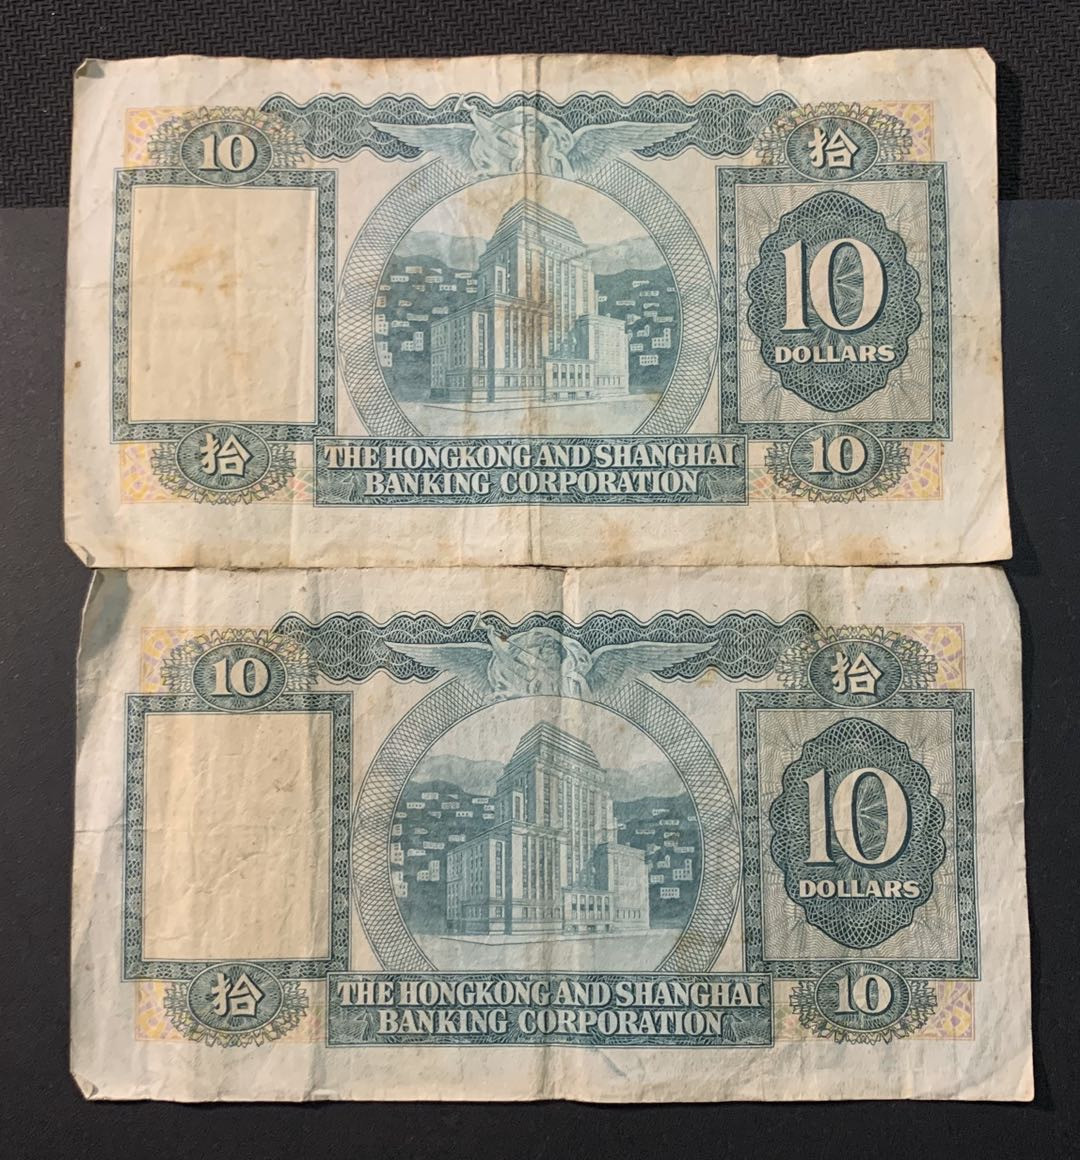 10 拾
10
DOLLARS
拾 10
THE HONGKONG AND SHANGHAI
BANKING CORPORATION
10 拾
10
DOLLARS
拾 10
THE HONGKONG AND SHANGHAI
BANKING CORPORATION